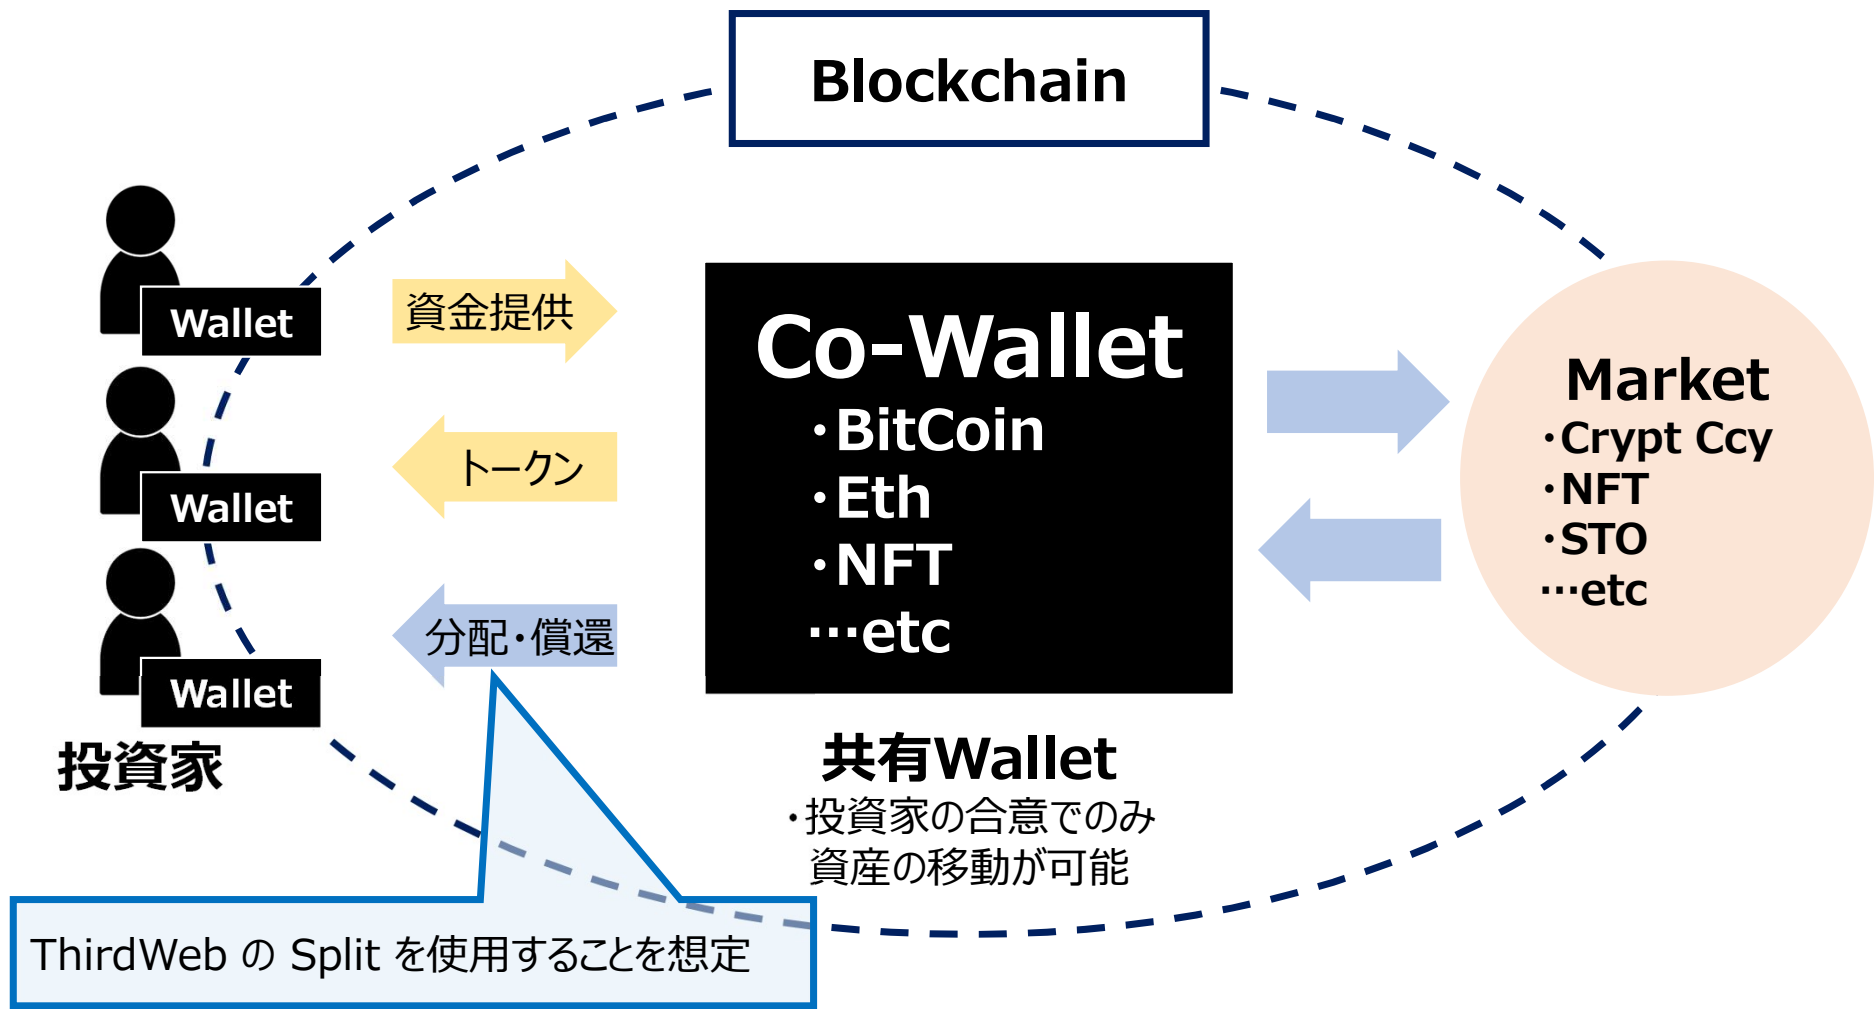 Blockchain
Wallet
Wallet
Wallet
投資家
資金提供
トークン
分配・償還
Co-Wallet
・BitCoin
・Eth
・NFT
…etc
共有Wallet
・投資家の合意でのみ
資産の移動が可能
Market
・Crypt Ccy
・NFT
・STO
…etc
ThirdWeb の Split を使用することを想定